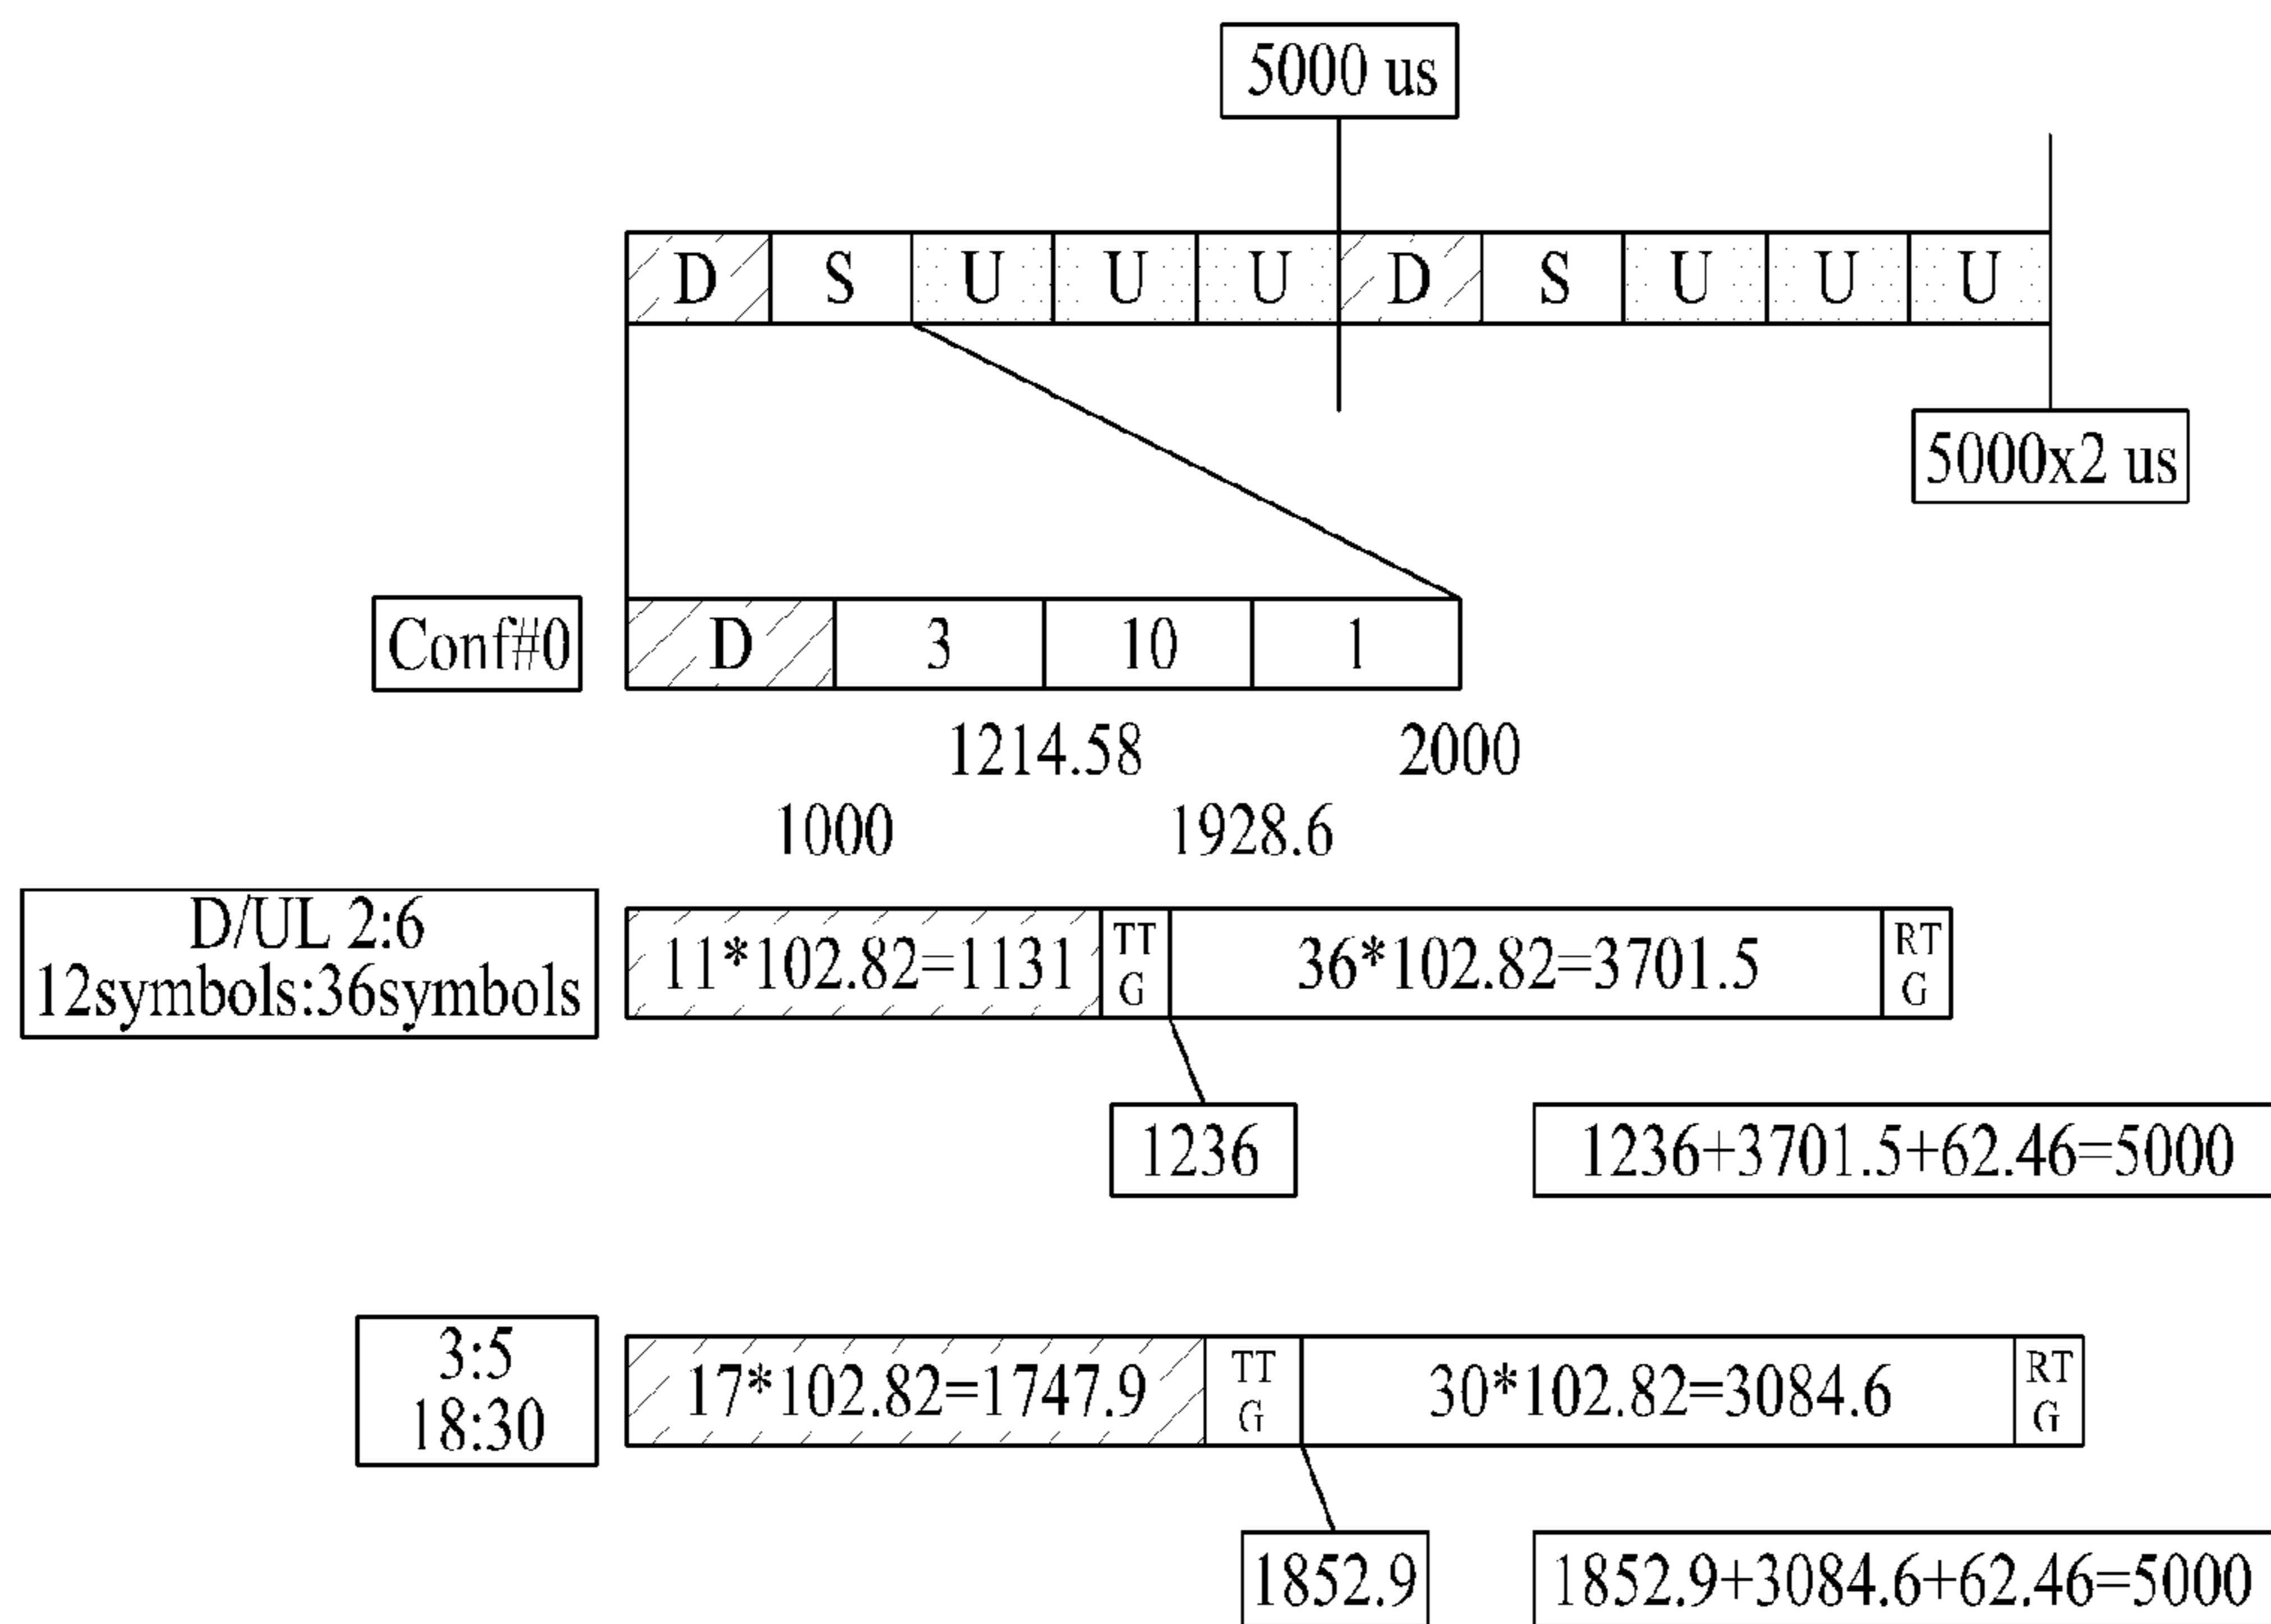 5000 us
D S U U U D S U U U
5000x2 us
Conf#0
D 3 10 1
1214.58 2000
1000 1928.6
D/UL 2:6
12symbols:36symbols
11*102.82=1131
TT
G
36*102.82=3701.5
RT
G
1236
1236+3701.5+62.46=5000
3:5
18:30
17*102.82=1747.9
TT
G
30*102.82=3084.6
RT
G
1852.9
1852.9+3084.6+62.46=5000